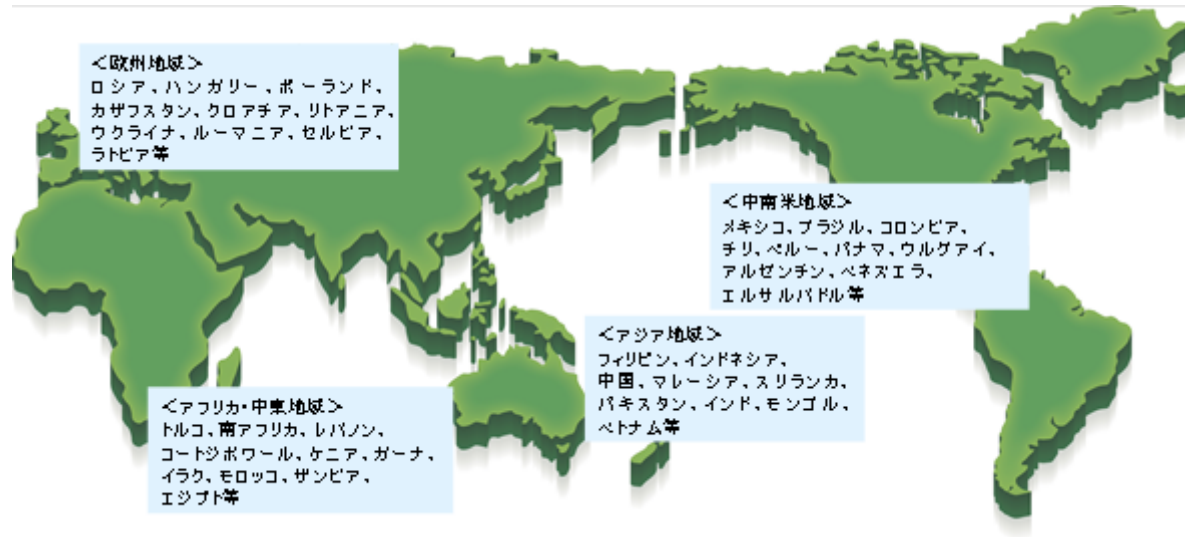 ＜欧州地域＞
ロシア、ハンガリー、ポーランド、
カザフスタン、クロアチア、リトアニア、
ウクライナ、ルーマニア、セルビア、
ラトビア等
＜中南米地域＞
メキシコ、ブラジル、コロンビア、
チリ、ペルー、パナマ、ウルグアイ、
アルゼンチン、ベネズエラ、
エルサルバドル等
＜アジア地域＞
フィリピン、インドネシア、
中国、マレーシア、スリランカ、
パキスタン、インド、モンゴル、
ベトナム等
＜アフリカ・中東地域＞
トルコ、南アフリカ、レバノン、
コートジボワール、ケニア、ガーナ、
イラク、モロッコ、ザンビア、
エジプト等